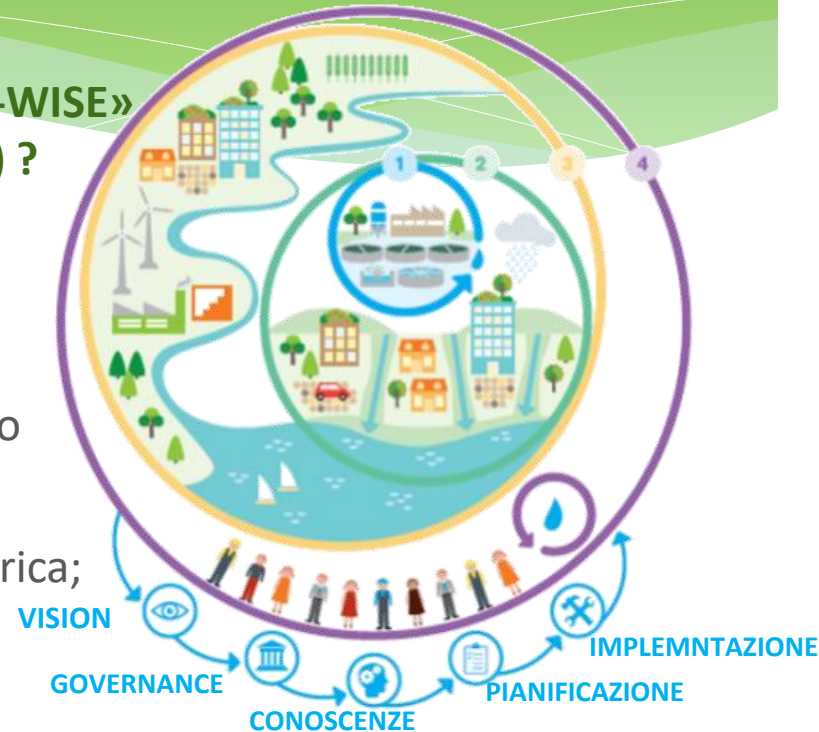 -WISE»
) ?
1 2 3 4
o
rica;
VISION
GOVERNANCE
CONOSCENZE
PIANIFICAZIONE
IMPLEMNTAZIONE